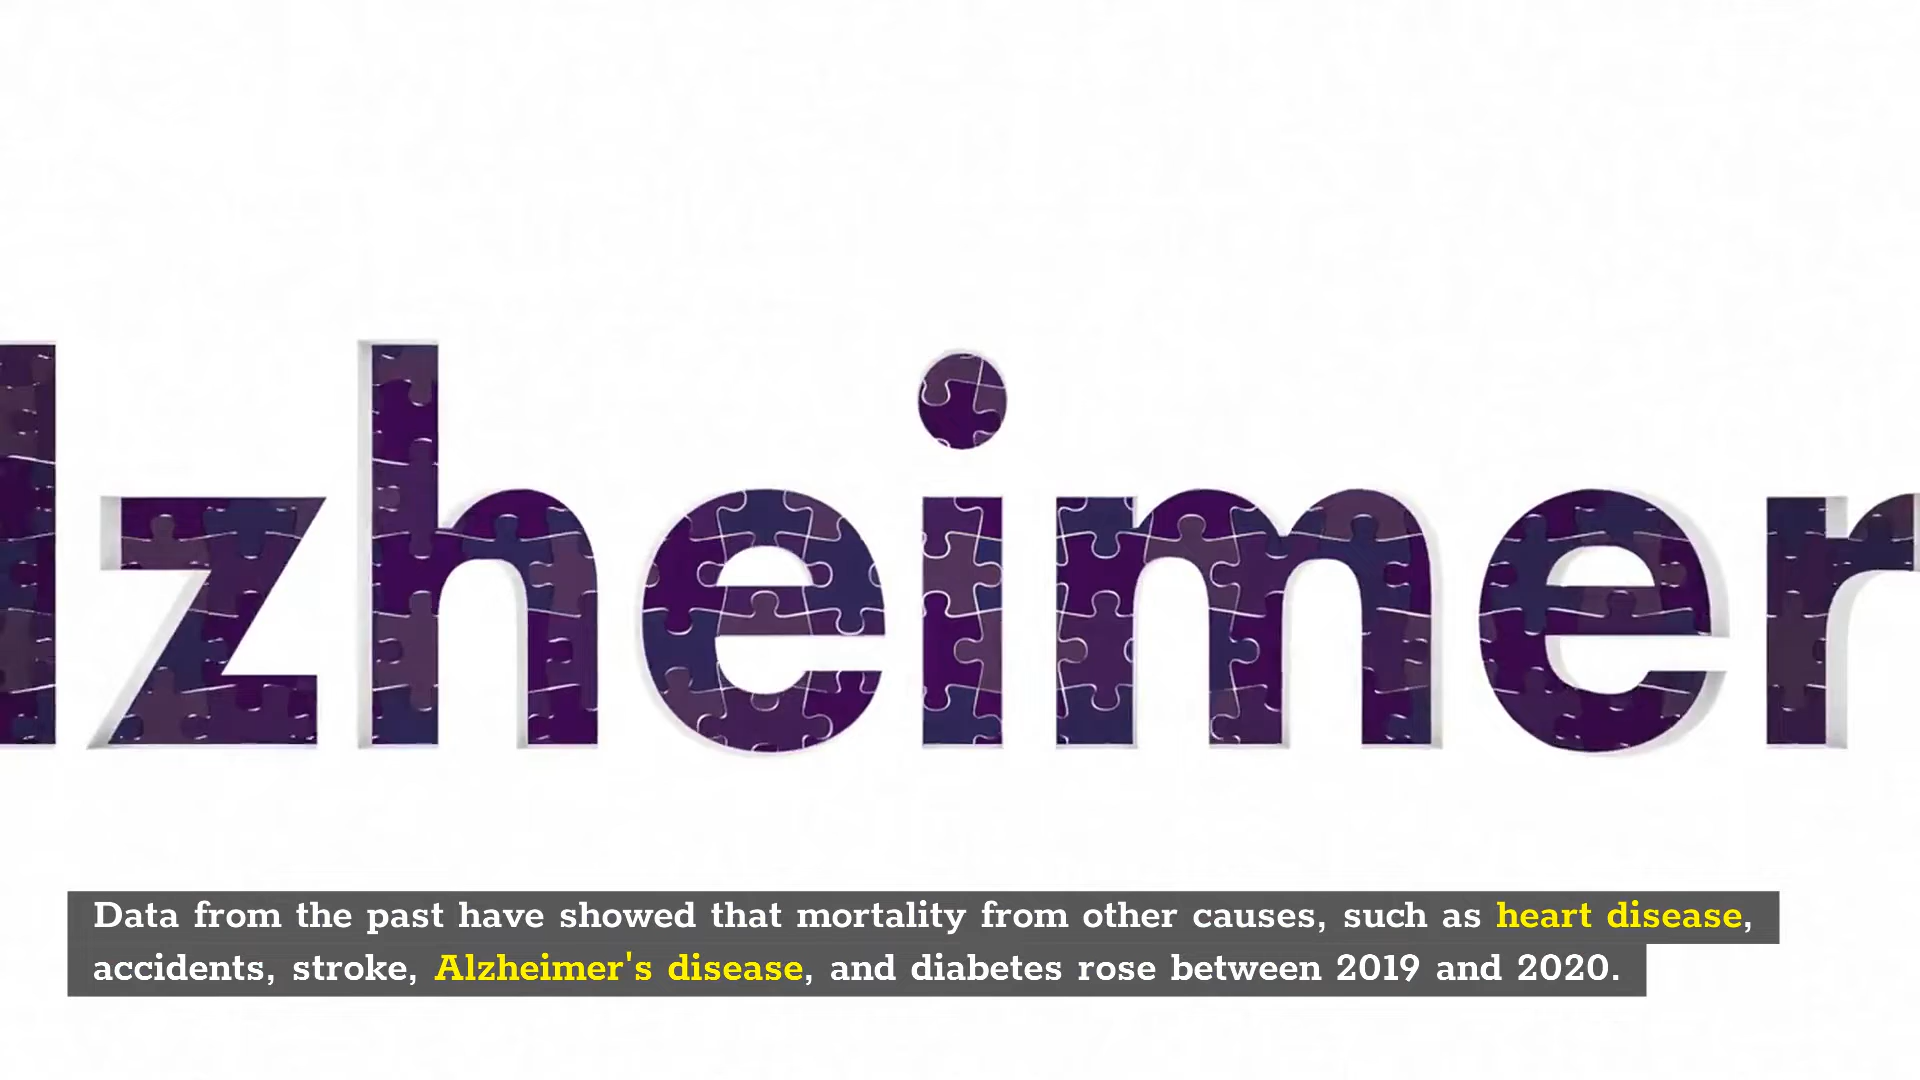 lzheimer
Data from the past have showed that mortality from other causes, such as heart disease,
accidents, stroke, Alzheimer's disease, and diabetes rose between 2019 and 2020.